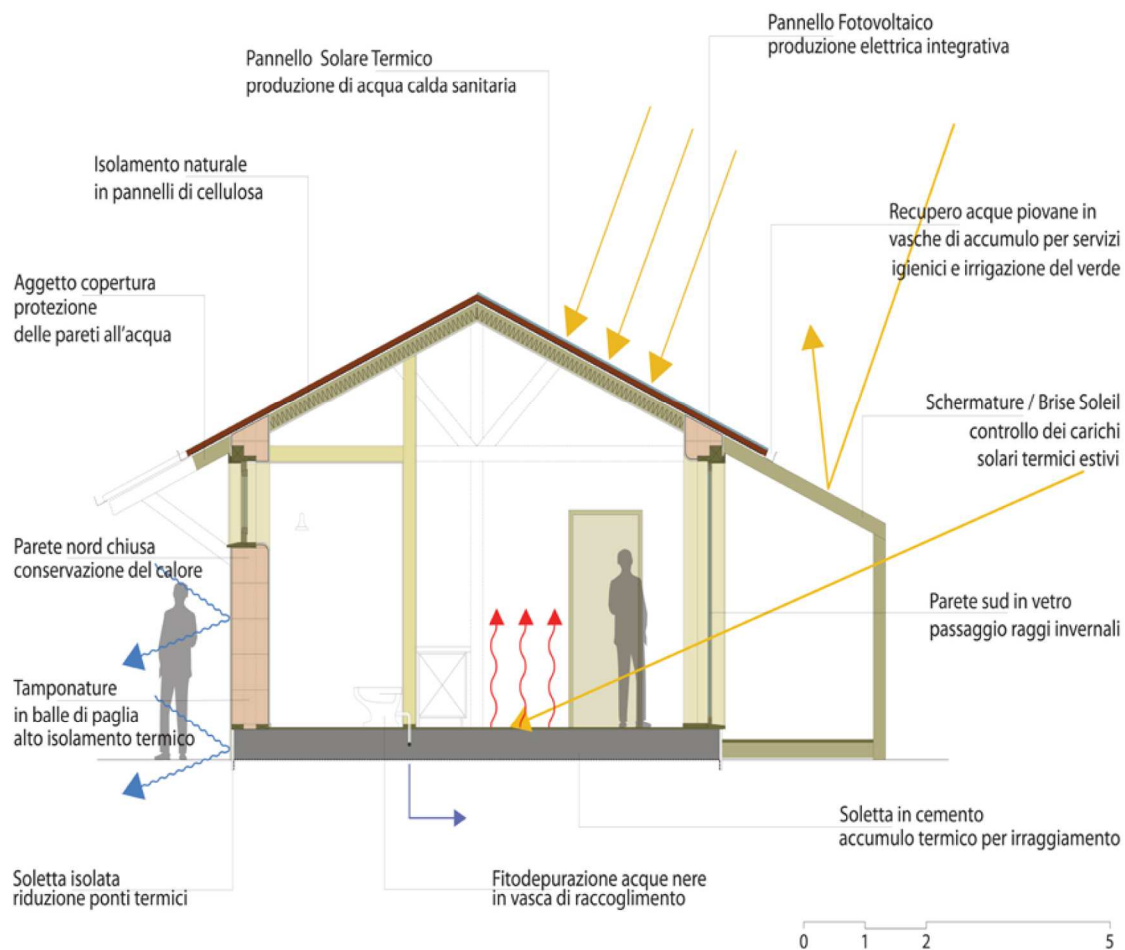 Pannello Fotovoltaico
produzione elettrica integrativa
Pannello Solare Termico
produzione di acqua calda sanitaria
Isolamento naturale
in pannelli di cellulosa
Recupero acque piovane in
vasche di accumulo per servizi
igienici e irrigazione del verde
Aggetto copertura
protezione
delle pareti all'acqua
Schermature / Brise Soleil
controllo dei carichi
solari termici estivi
Parete nord chiusa
conservazione del calore
Parete sud in vetro
passaggio raggi invernali
Tamponature
in balle di paglia
alto isolamento termico
Soletta in cemento
accumulo termico per irraggiamento
Soletta isolata
riduzione ponti termici
Fitodepurazione acque nere
in vasca di raccoglimento
0 1 2 5